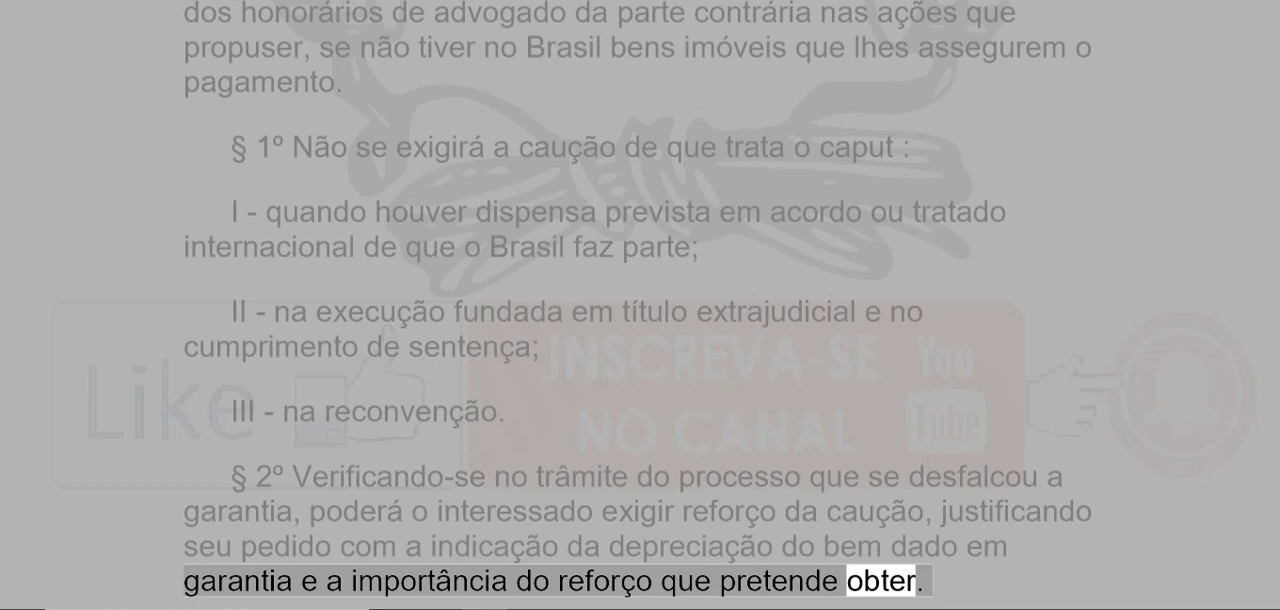 dos honorários de advogado da parte contrária nas ações que
propuser, se não tiver no Brasil bens imóveis que lhes assegurem o
pagamento.
§ 1º Não se exigirá a caução de que trata o caput :
I - quando houver dispensa prevista em acordo ou tratado
internacional de que o Brasil faz parte;
II - na execução fundada em título extrajudicial e no
cumprimento de sentença;
III - na reconvenção.
Like
INSCREVA-SE
NO CANAL
You
Tube
§ 2º Verificando-se no trâmite do processo que se desfalcou a
garantia, poderá o interessado exigir reforço da caução, justificando
seu pedido com a indicação da depreciação do bem dado em
garantia e a importância do reforço que pretende obter.